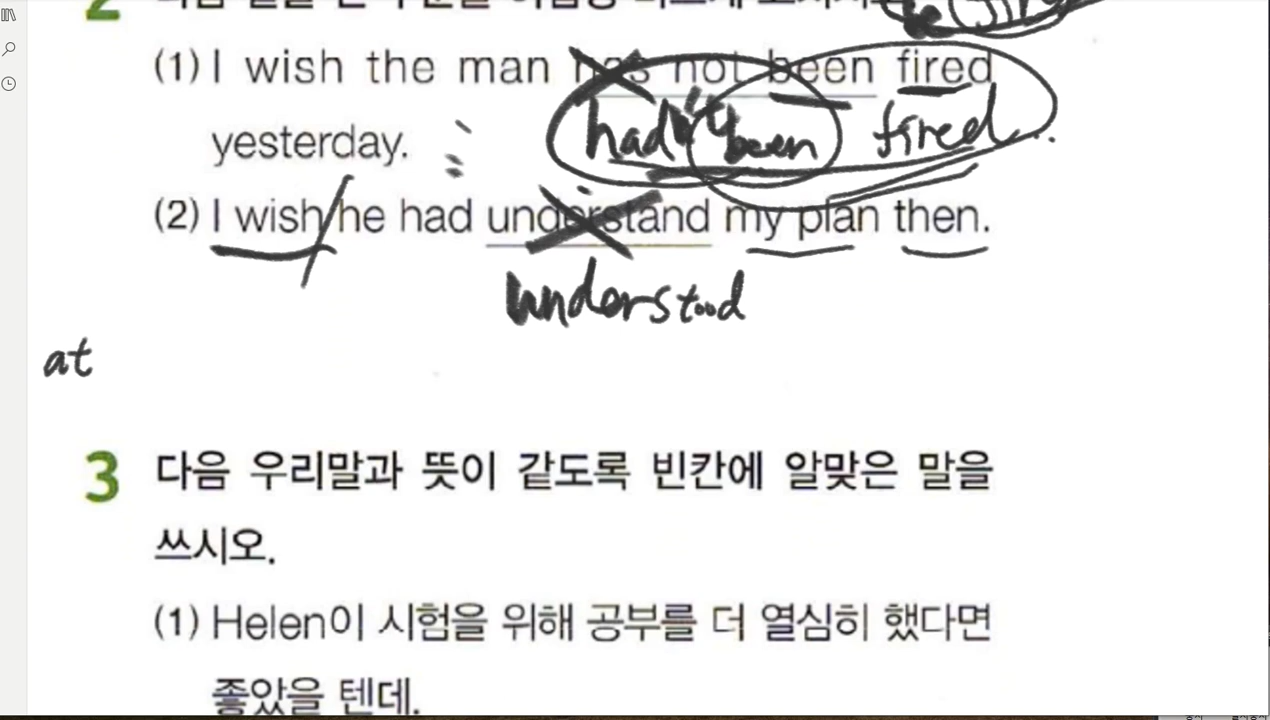 2
(1) I wish the man has not been fired
hadn't been fired.
yesterday.
(2) I wish he had understand my plan then.
understood
at
3 다음 우리말과 뜻이 같도록 빈칸에 알맞은 말을
쓰시오.
(1) Helen이 시험을 위해 공부를 더 열심히 했다면
좋았을 텐데.